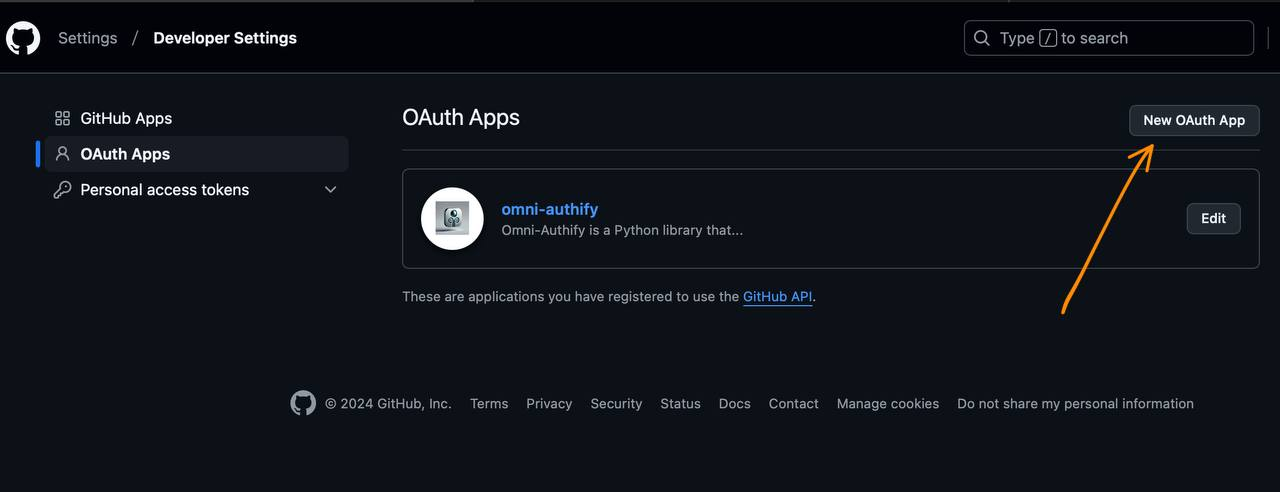 Settings / Developer Settings
Type / to search
GitHub Apps
OAuth Apps
Personal access tokens
OAuth Apps
New OAuth App
omni-authify
Omni-Authify is a Python library that...
Edit
These are applications you have registered to use the GitHub API.
© 2024 GitHub, Inc. Terms Privacy Security Status Docs Contact Manage cookies Do not share my personal information